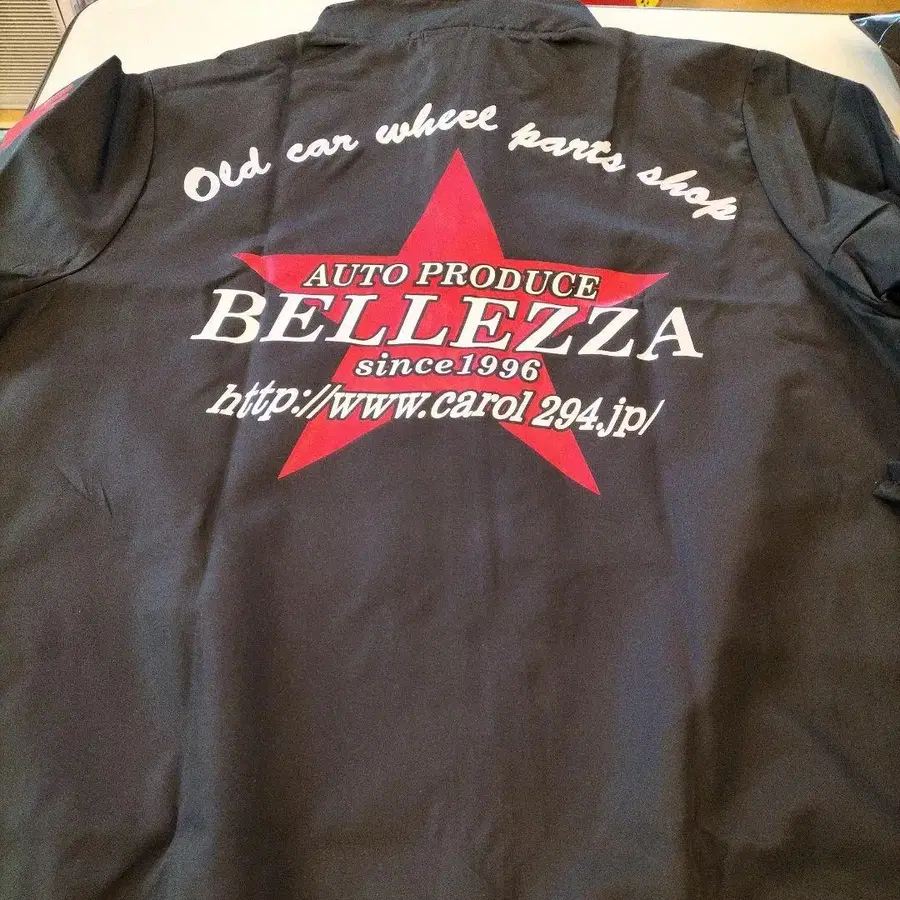 Old car wheel parts shop
AUTO PRODUCE
BELLEZZA
since1996
http://www.carol294.jp/